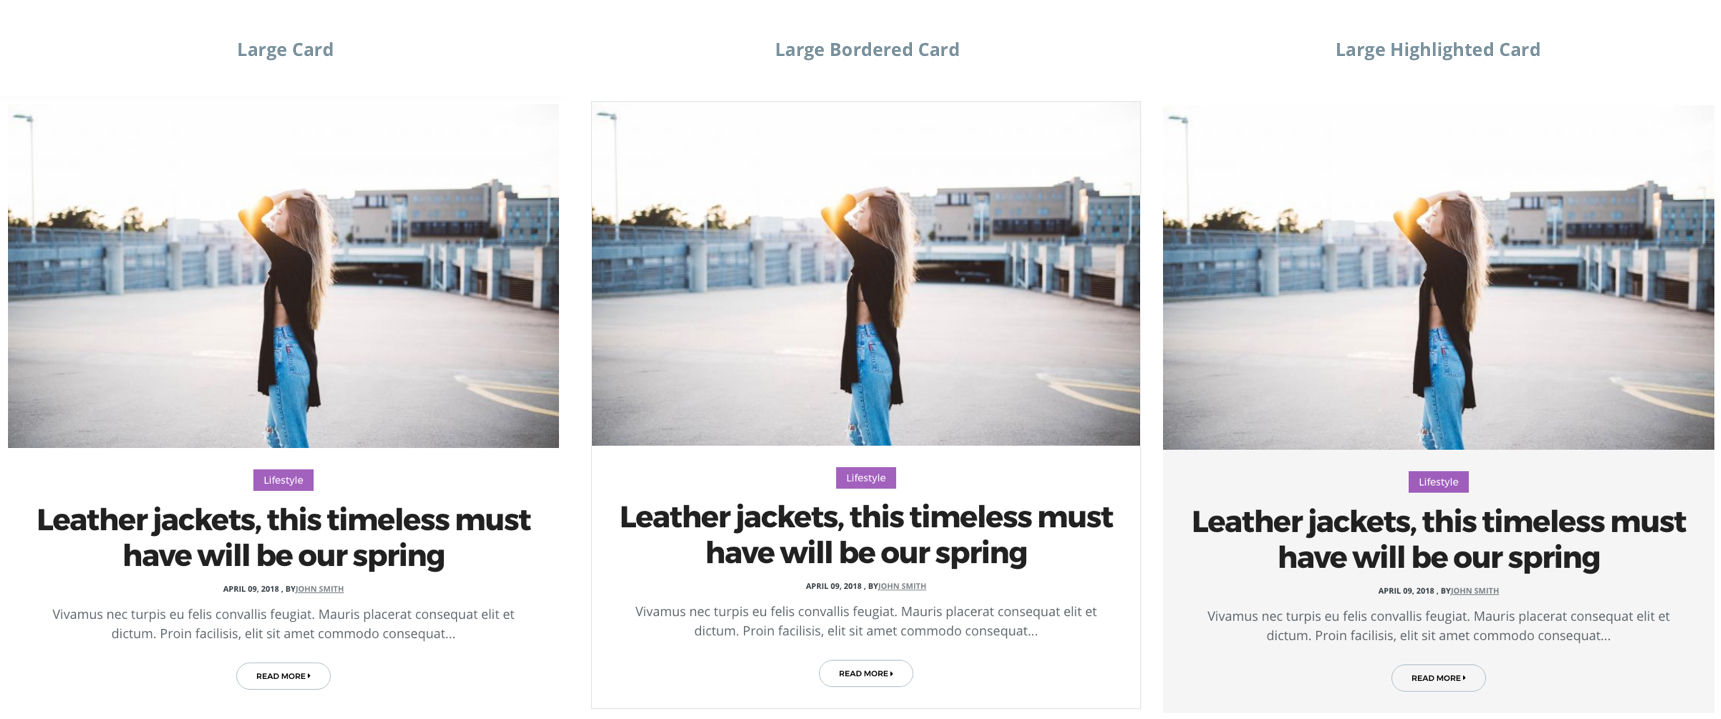 Large Card
Large Bordered Card
Large Highlighted Card
Lifestyle
Leather jackets, this timeless must
have will be our spring
APRIL 09, 2018 , BYJOHN SMITH
Vivamus nec turpis eu felis convallis feugiat. Mauris placerat consequat elit et
dictum. Proin facilisis, elit sit amet commodo consequat...
READ MORE
Lifestyle
Leather jackets, this timeless must
have will be our spring
APRIL 09, 2018 , BYJOHN SMITH
Vivamus nec turpis eu felis convallis feugiat. Mauris placerat consequat elit et
dictum. Proin facilisis, elit sit amet commodo consequat...
READ MORE
Lifestyle
Leather jackets, this timeless must
have will be our spring
APRIL 09, 2018 , BYJOHN SMITH
Vivamus nec turpis eu felis convallis feugiat. Mauris placerat consequat elit et
dictum. Proin facilisis, elit sit amet commodo consequat...
READ MORE